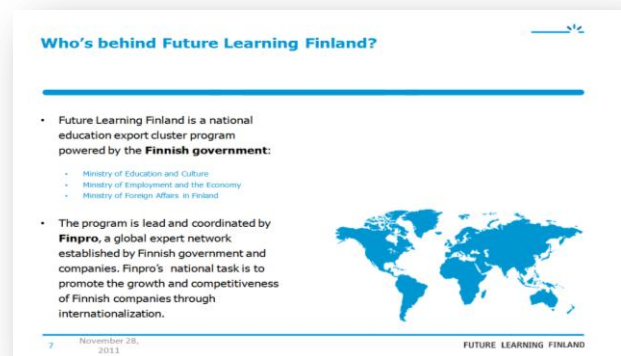 Who's behind Future Learning Finland?
• Future Learning Finland is a national
education export cluster program
powered by the Finnish government:
• Ministry of Education and Culture
• Ministry of Employment and the Economy
• Ministry of Foreign Affairs in Finland
• The program is lead and coordinated by
Finpro, a global expert network
established by Finnish government and
companies. Finpro's national task is to
promote the growth and competitiveness
of Finnish companies through
internationalization.
7
November 28,
2011
FUTURE LEARNING FINLAND